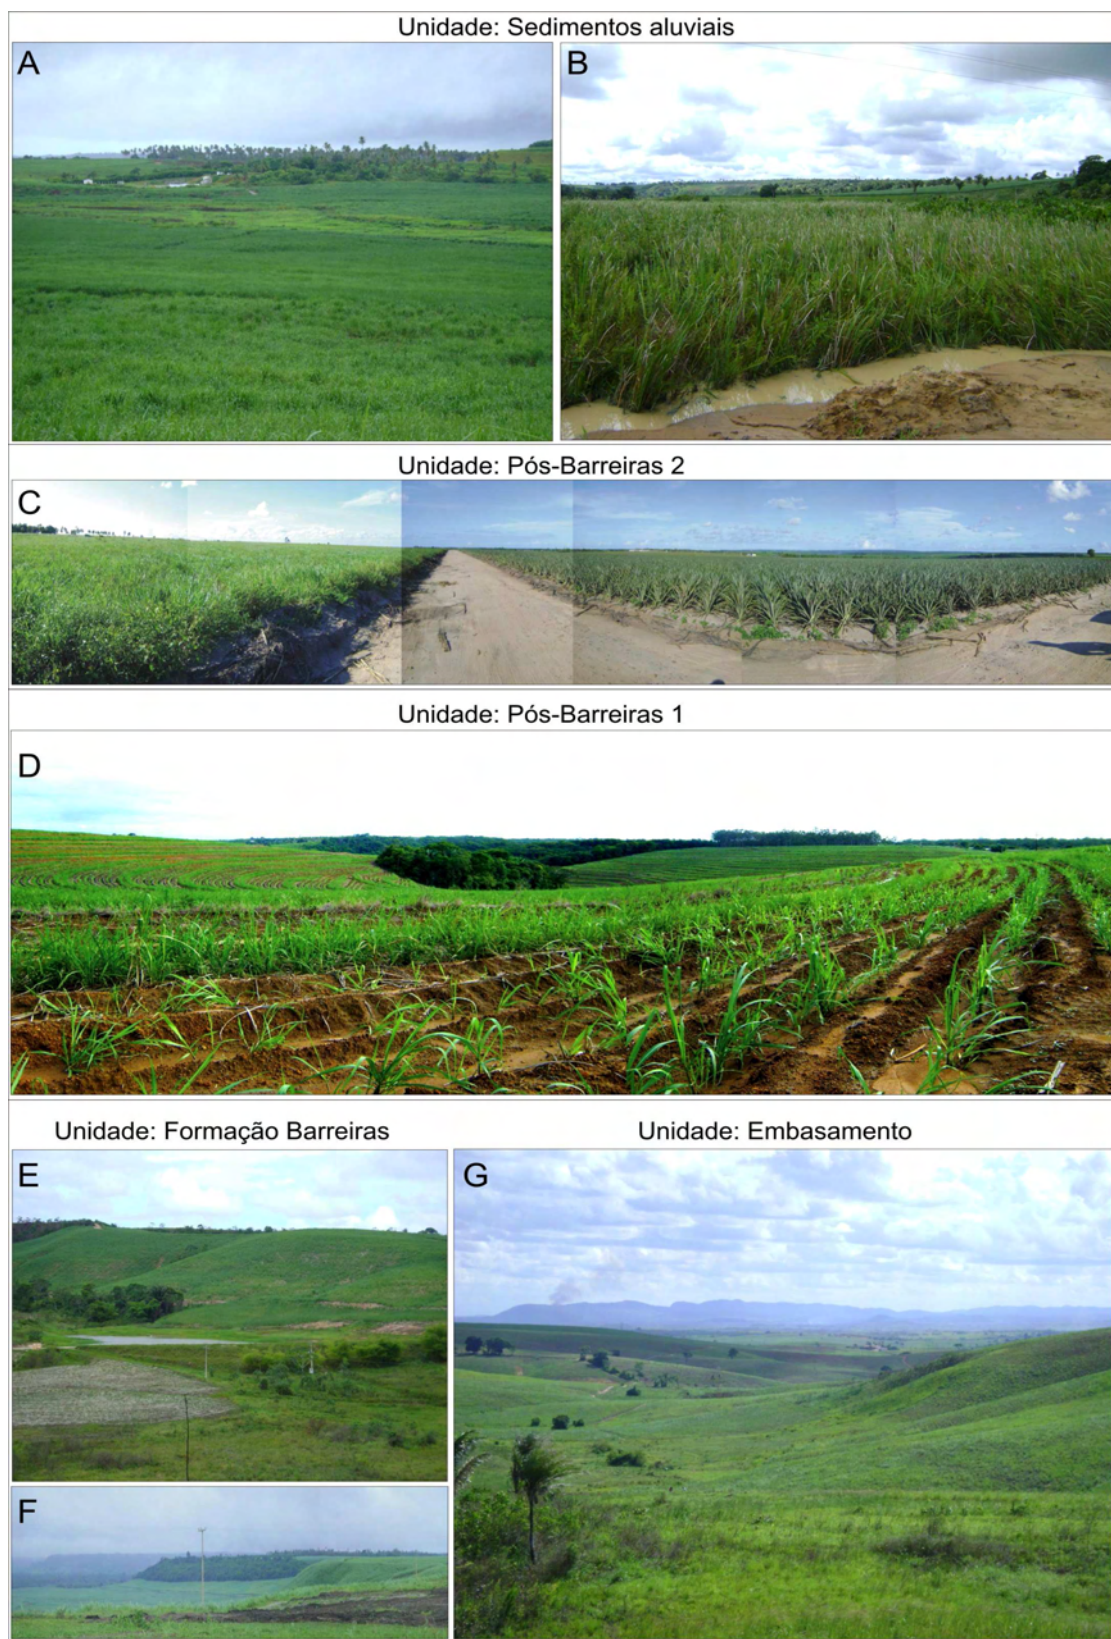 Unidade: Sedimentos aluviais
A
B
Unidade: Pós-Barreiras 2
C
Unidade: Pós-Barreiras 1
D
Unidade: Formação Barreiras
Unidade: Embasamento
E
G
F